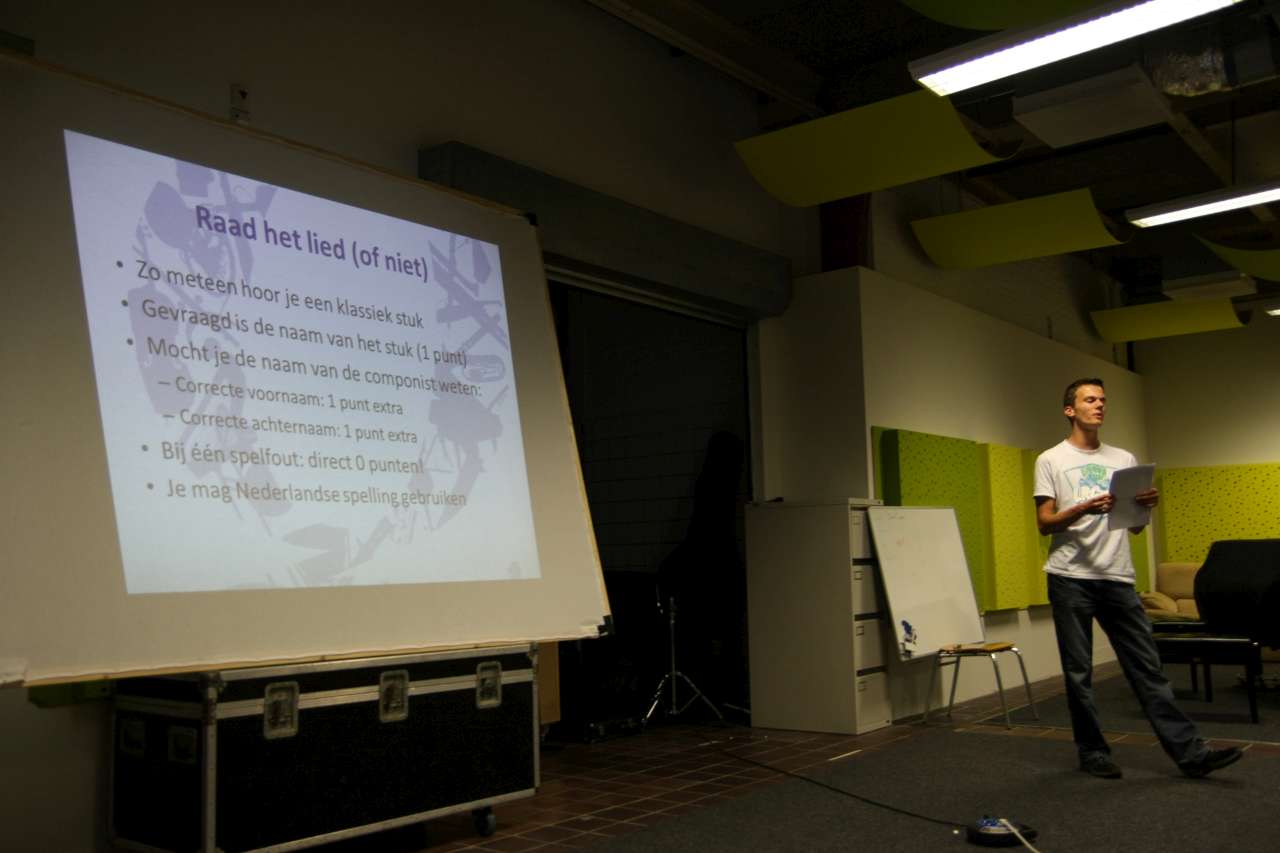 Raad het lied (of niet)
• Zo meteen hoor je een klassiek stuk
• Gevraagd is de naam van het stuk (1 punt)
• Mocht je de naam van de componist weten:
– Correcte voornaam: 1 punt extra
– Correcte achternaam: 1 punt extra
• Bij één spelfout: direct 0 punten!
• Je mag Nederlandse spelling gebruiken